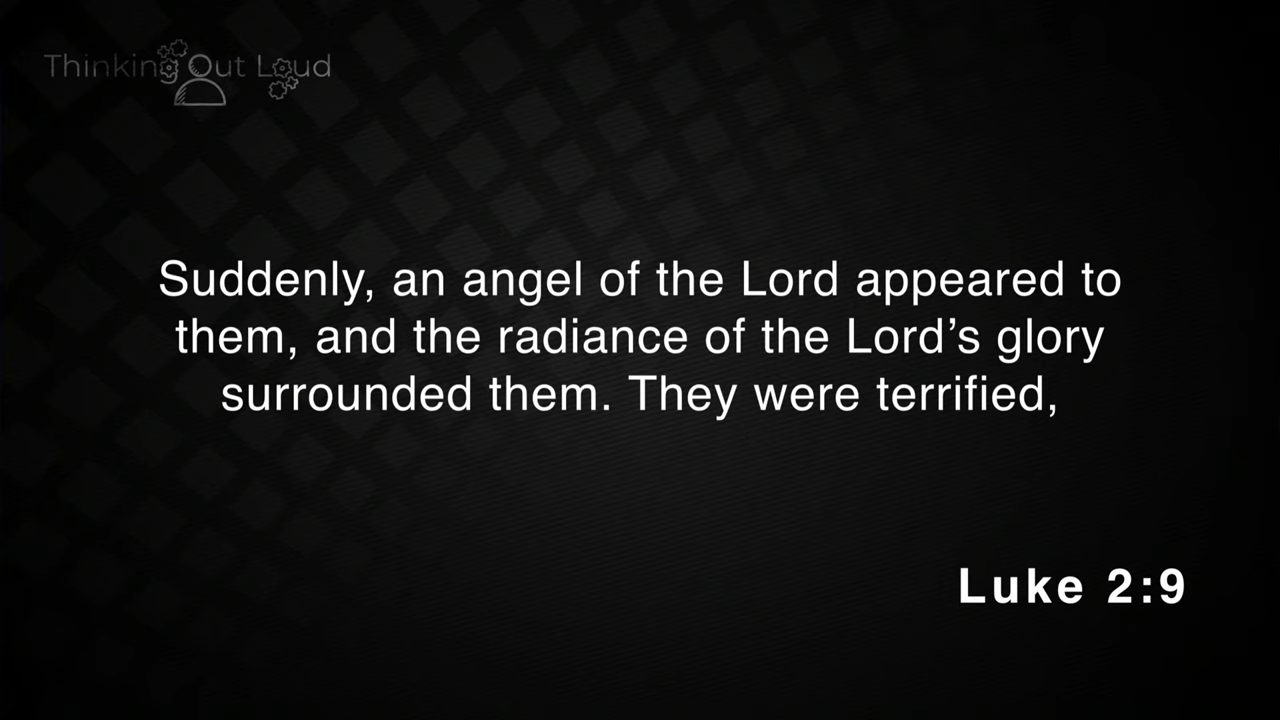 Thinking Out Loud
Suddenly, an angel of the Lord appeared to
them, and the radiance of the Lord’s glory
surrounded them. They were terrified,
Luke 2:9